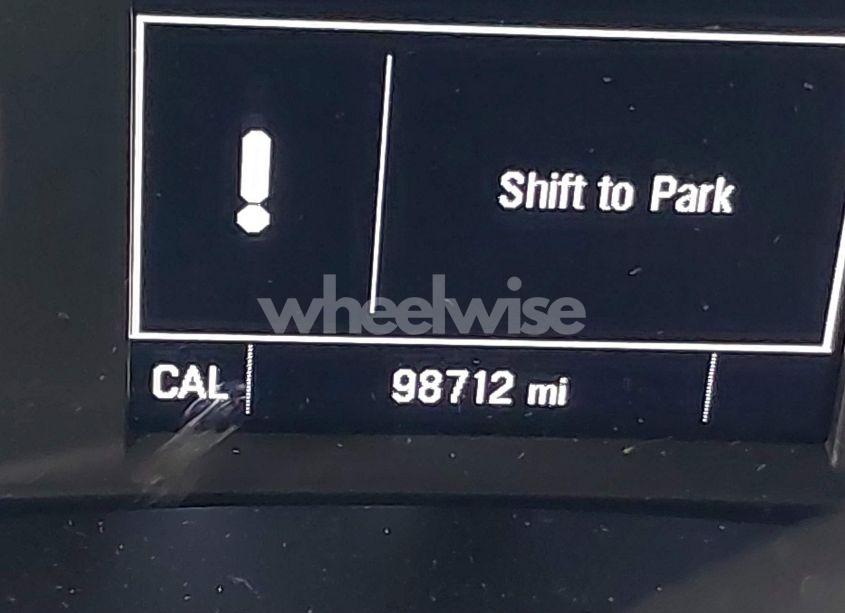 !
Shift to Park
wheelwise
CAL 98712 mi